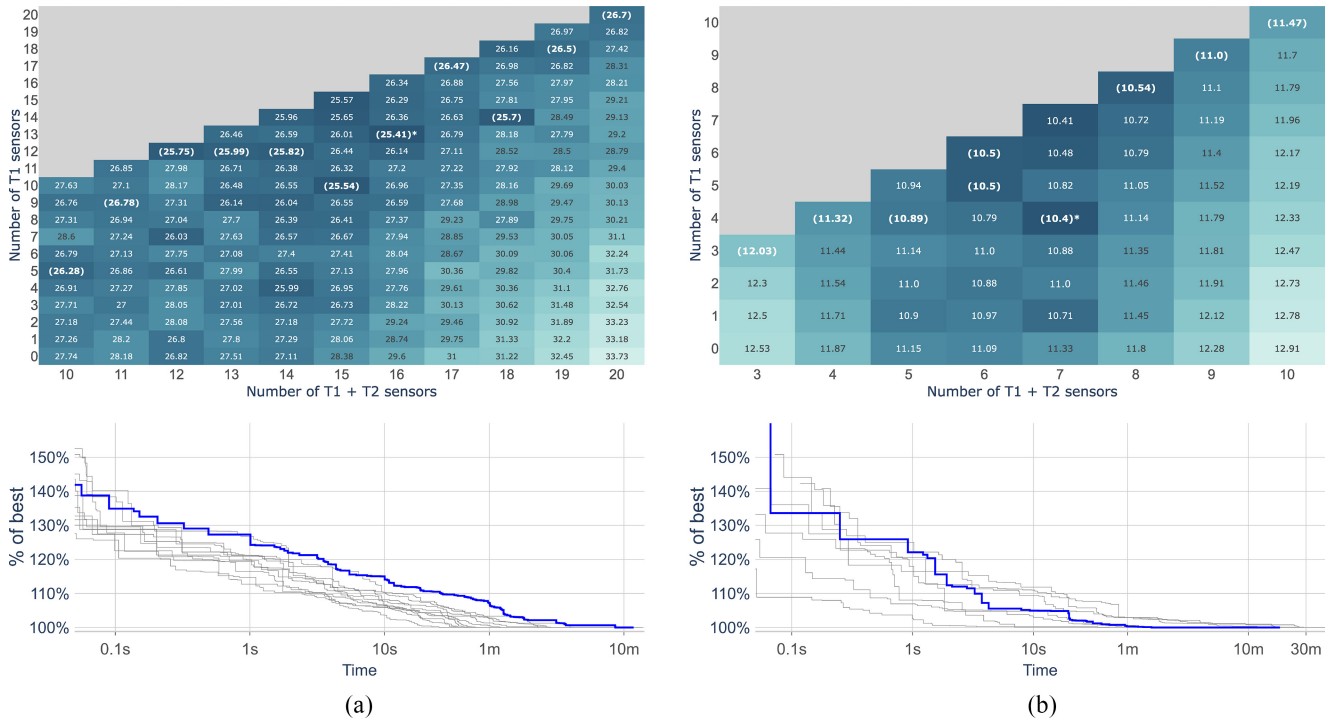 20 (26.7)
19 26.97 26.82
18 26.16 (26.5) 27.42
17 (26.47) 26.98 26.82 28.31
16 26.34 26.88 27.56 27.97 28.21
15 25.57 26.29 26.75 27.81 27.95 29.21
14 25.96 25.65 26.36 26.63 (25.7) 28.49 29.13
13 26.46 26.59 26.01 (25.41)* 26.79 28.18 27.79 29.2
12 (25.75) (25.99) (25.82) 26.44 26.14 27.11 28.52 28.5 28.79
11 26.85 27.98 26.71 26.38 26.32 27.2 27.22 27.92 28.12 29.4
10 27.63 27.1 28.17 26.48 26.55 (25.54) 26.96 27.35 28.16 29.69 30.03
9 26.76 (26.78) 27.31 26.14 26.04 26.55 26.59 27.68 28.98 29.47 30.13
8 27.31 26.94 27.04 27.7 26.39 26.41 27.37 29.23 27.89 29.75 30.21
7 28.6 27.24 26.03 27.63 26.57 26.67 27.94 28.85 29.53 30.05 31.1
6 26.79 27.13 27.75 27.08 27.4 27.41 28.04 28.67 30.09 30.06 32.24
5 (26.28) 26.86 26.61 27.99 26.55 27.13 27.96 30.36 29.82 30.4 31.73
4 26.91 27.27 27.85 27.02 25.99 26.95 27.76 29.61 30.36 31.1 32.76
3 27.71 27 28.05 27.01 26.72 26.73 28.22 30.13 30.62 31.48 32.54
2 27.18 27.44 28.08 27.56 27.18 27.72 29.24 29.46 30.92 31.89 33.23
1 27.26 28.2 26.8 27.8 27.29 28.06 28.74 29.75 31.33 32.2 33.18
0 27.74 28.18 26.82 27.51 27.11 28.38 29.6 31 31.22 32.45 33.73
10 11 12 13 14 15 16 17 18 19 20
Number of T1 + T2 sensors
Number of T1 sensors
10 (11.47)
9 (11.0) 11.7
8 (10.54) 11.1 11.79
7 10.41 10.72 11.19 11.96
6 (10.5) 10.48 10.79 11.4 12.17
5 10.94 (10.5) 10.82 11.05 11.52 12.19
4 (11.32) (10.89) 10.79 (10.4)* 11.14 11.79 12.33
3 (12.03) 11.44 11.14 11.0 10.88 11.35 11.81 12.47
2 12.3 11.54 11.0 10.88 11.0 11.46 11.91 12.73
1 12.5 11.71 10.9 10.97 10.71 11.45 12.12 12.78
0 12.53 11.87 11.15 11.09 11.33 11.8 12.28 12.91
3 4 5 6 7 8 9 10
Number of T1 + T2 sensors
Number of T1 sensors
150%
140%
130%
120%
110%
100%
% of best
0.1s 1s 10s 1m 10m
Time
150%
140%
130%
120%
110%
100%
% of best
0.1s 1s 10s 1m 10m 30m
Time
(a)
(b)